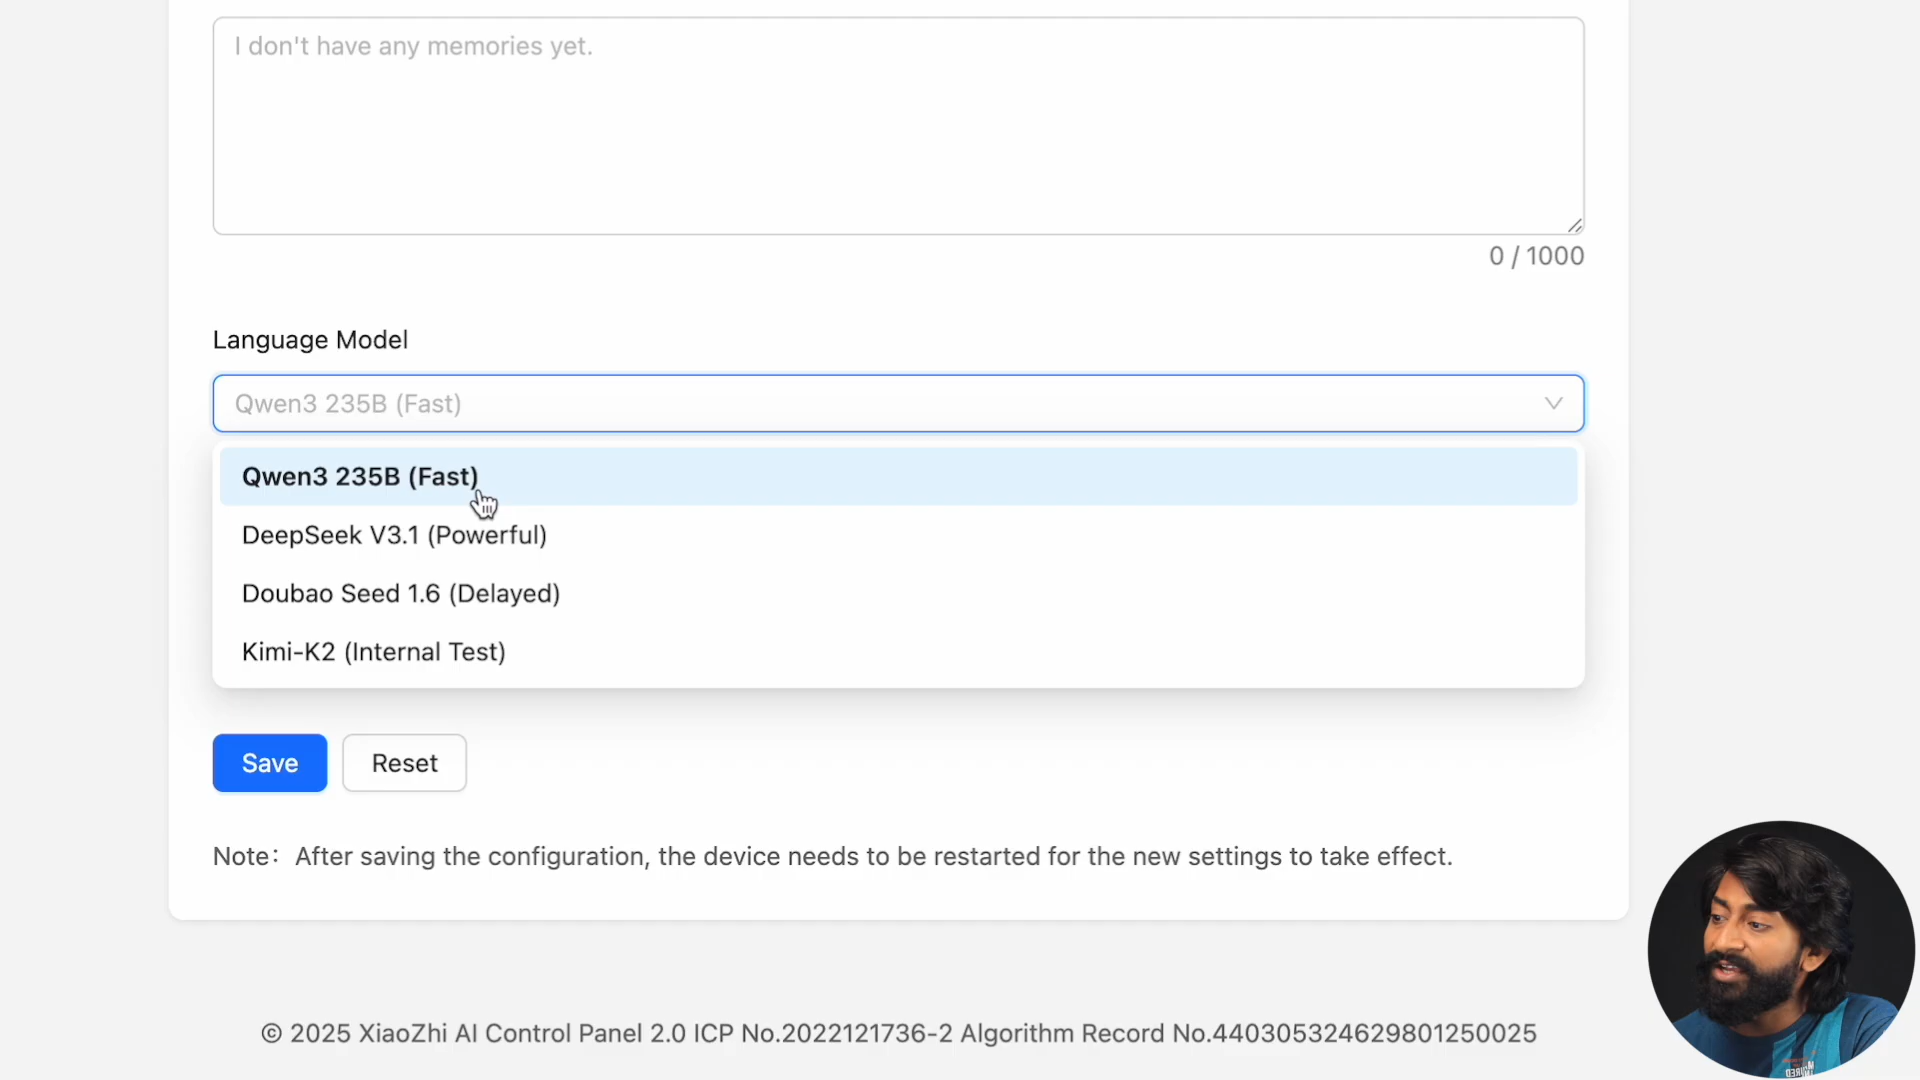 I don't have any memories yet.
0 / 1000
Language Model
Qwen3 235B (Fast)
Qwen3 235B (Fast)
DeepSeek V3.1 (Powerful)
Doubao Seed 1.6 (Delayed)
Kimi-K2 (Internal Test)
Save
Reset
Note： After saving the configuration, the device needs to be restarted for the new settings to take effect.
© 2025 XiaoZhi AI Control Panel 2.0 ICP No.2022121736-2 Algorithm Record No.440305324629801250025